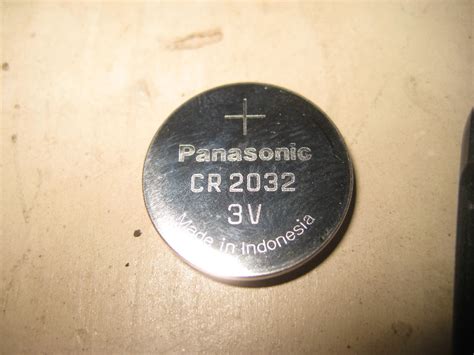 +
Panasonic
CR 2032
3V
Made in Indonesia